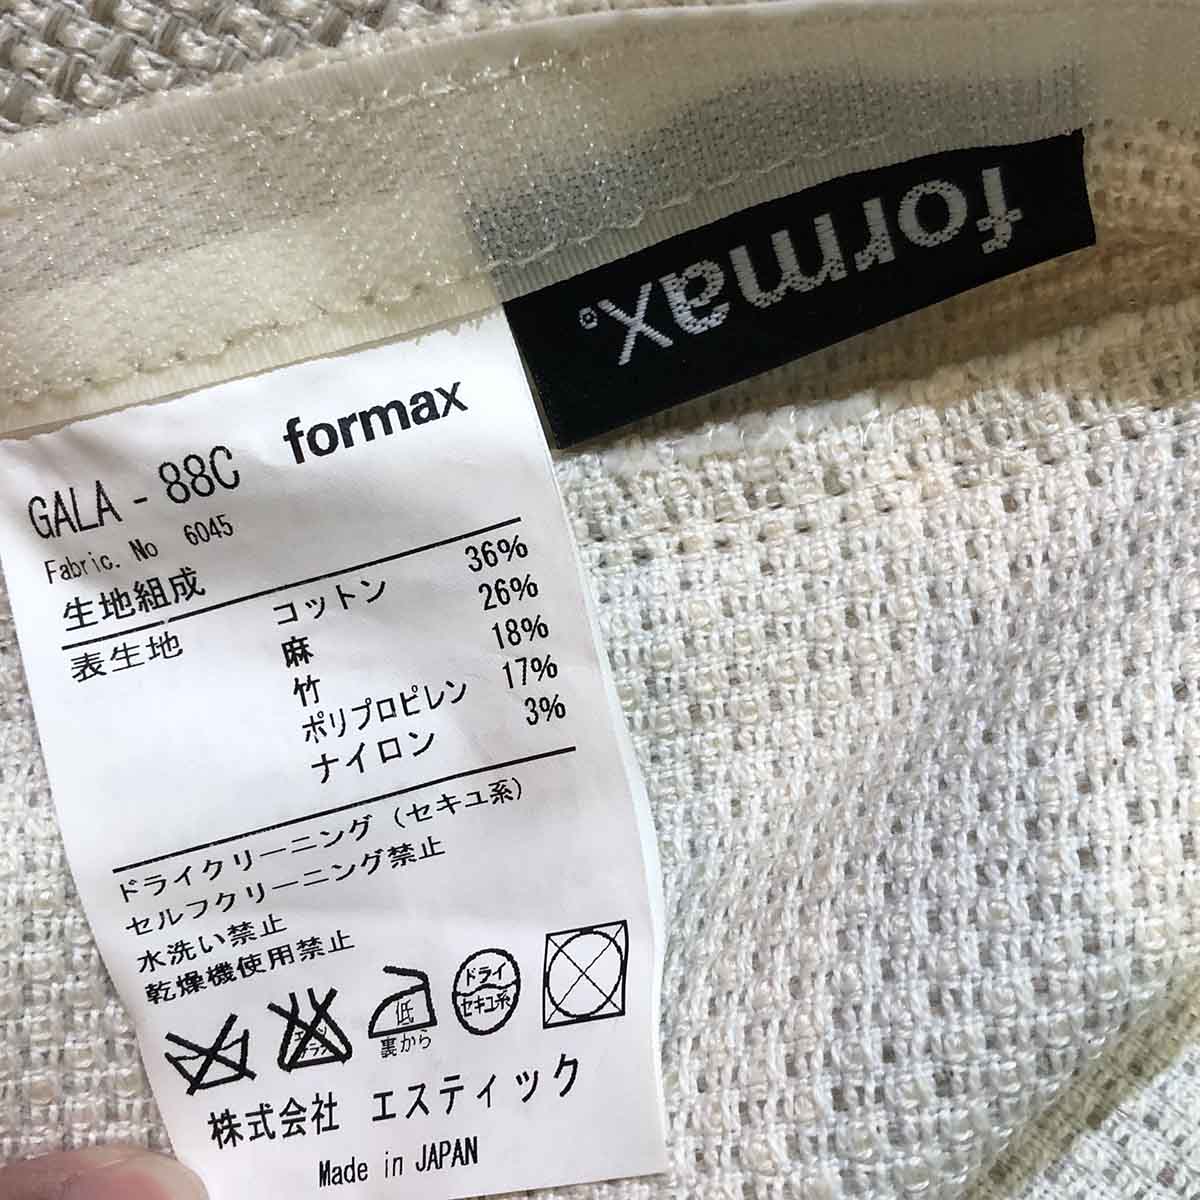 formax
formax
GALA - 88C
Fabric. No 6045
生地組成
表生地 コットン 36%
麻 26%
竹 18%
ポリプロピレン 17%
ナイロン 3%
ドライクリーニング (セキユ系)
セルフクリーニング禁止
水洗い禁止
乾燥機使用禁止
低
裏から
ドライ
セキユ系
株式会社 エスティック
Made in JAPAN